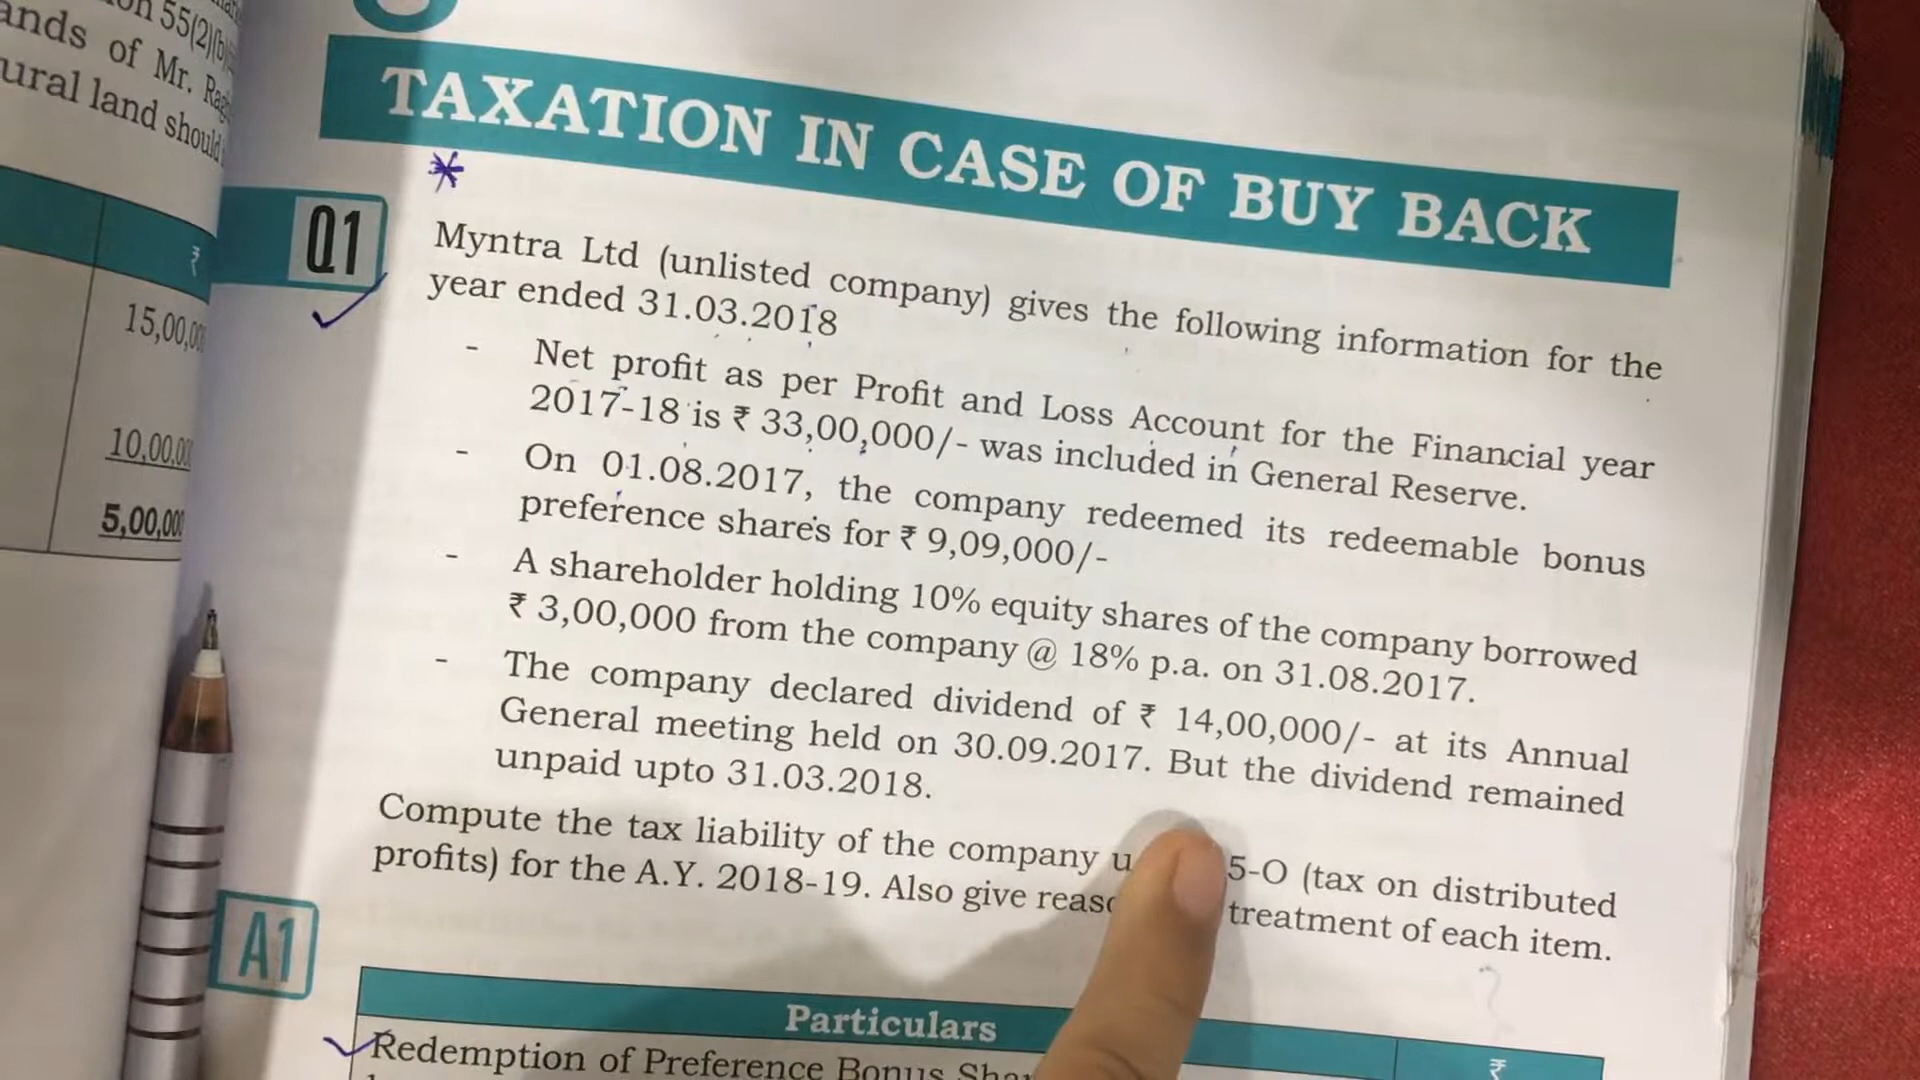 55(2)(b)
ands of Mr.
ural land should
₹
15,00,000
10,00,00
5,00,000
TAXATION IN CASE OF BUY BACK
*
Q1
Myntra Ltd (unlisted company) gives the following information for the
year ended 31.03.2018
- Net profit as per Profit and Loss Account for the Financial year
2017-18 is ₹ 33,00,000/- was included in General Reserve.
- On 01.08.2017, the company redeemed its redeemable bonus
preference shares for ₹ 9,09,000/-
- A shareholder holding 10% equity shares of the company borrowed
₹ 3,00,000 from the company @ 18% p.a. on 31.08.2017.
- The company declared dividend of ₹ 14,00,000/- at its Annual
General meeting held on 30.09.2017. But the dividend remained
unpaid upto 31.03.2018.
Compute the tax liability of the company u 5-O (tax on distributed
profits) for the A.Y. 2018-19. Also give treatment of each item.
A1
Particulars
₹
Redemption of Preference Bonus